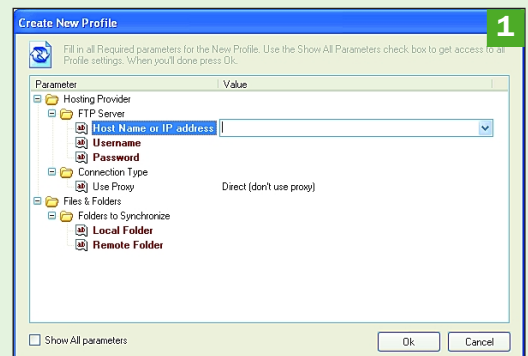 Create New Profile
1
Fill in all Required parameters for the New Profile. Use the Show All Parameters check box to get access to all
Profile settings. When you'll done press Ok.
Parameter Value
Hosting Provider
FTP Server
Host Name or IP address
Username
Password
Connection Type
Use Proxy Direct (don't use proxy)
Files & Folders
Folders to Synchronize
Local Folder
Remote Folder
Show All parameters Ok Cancel